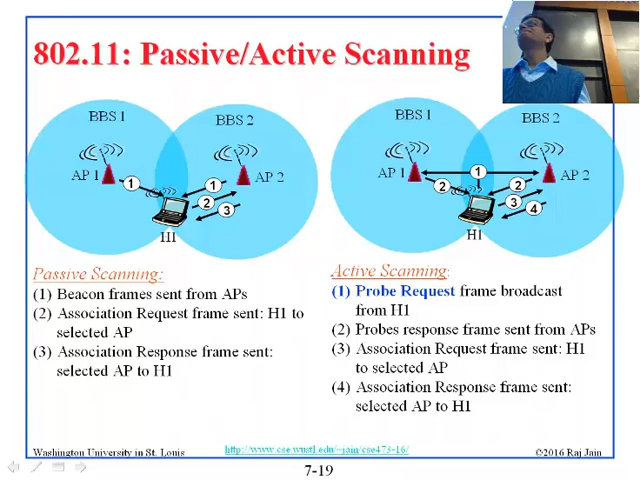 802.11: Passive/Active Scanning
BBS 1
BBS 2
AP 1
AP 2
1
1
2
3
H1
BBS 1
BBS 2
AP 1
AP 2
1
2
2
3
4
H1
Passive Scanning:
(1) Beacon frames sent from APs
(2) Association Request frame sent: H1 to
selected AP
(3) Association Response frame sent:
selected AP to H1
Active Scanning:
(1) Probe Request frame broadcast
from H1
(2) Probes response frame sent from APs
(3) Association Request frame sent: H1
to selected AP
(4) Association Response frame sent:
selected AP to H1
Washington University in St. Louis
http://www.cse.wustl.edu/~jain/cse473-16/
©2016 Raj Jain
7-19